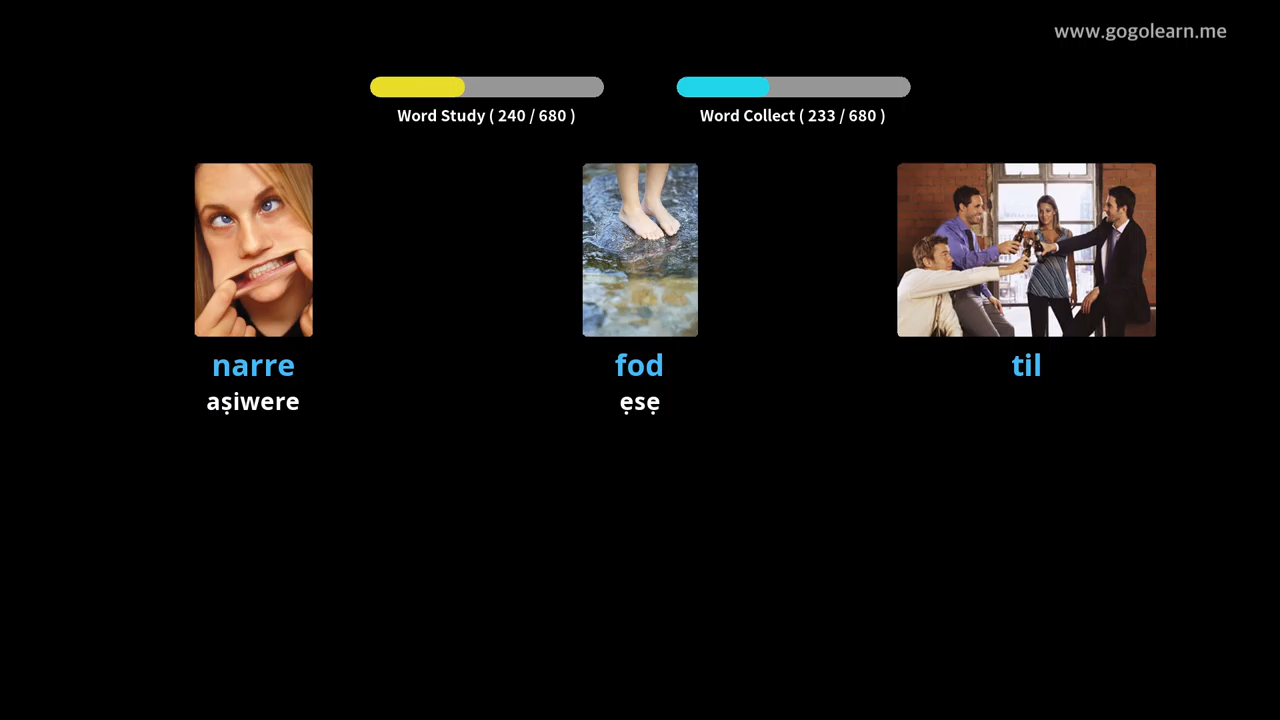 www.gogolearn.me
Word Study ( 240 / 680 )
Word Collect ( 233 / 680 )
narre
fod
til
aṣiwere
ẹsẹ